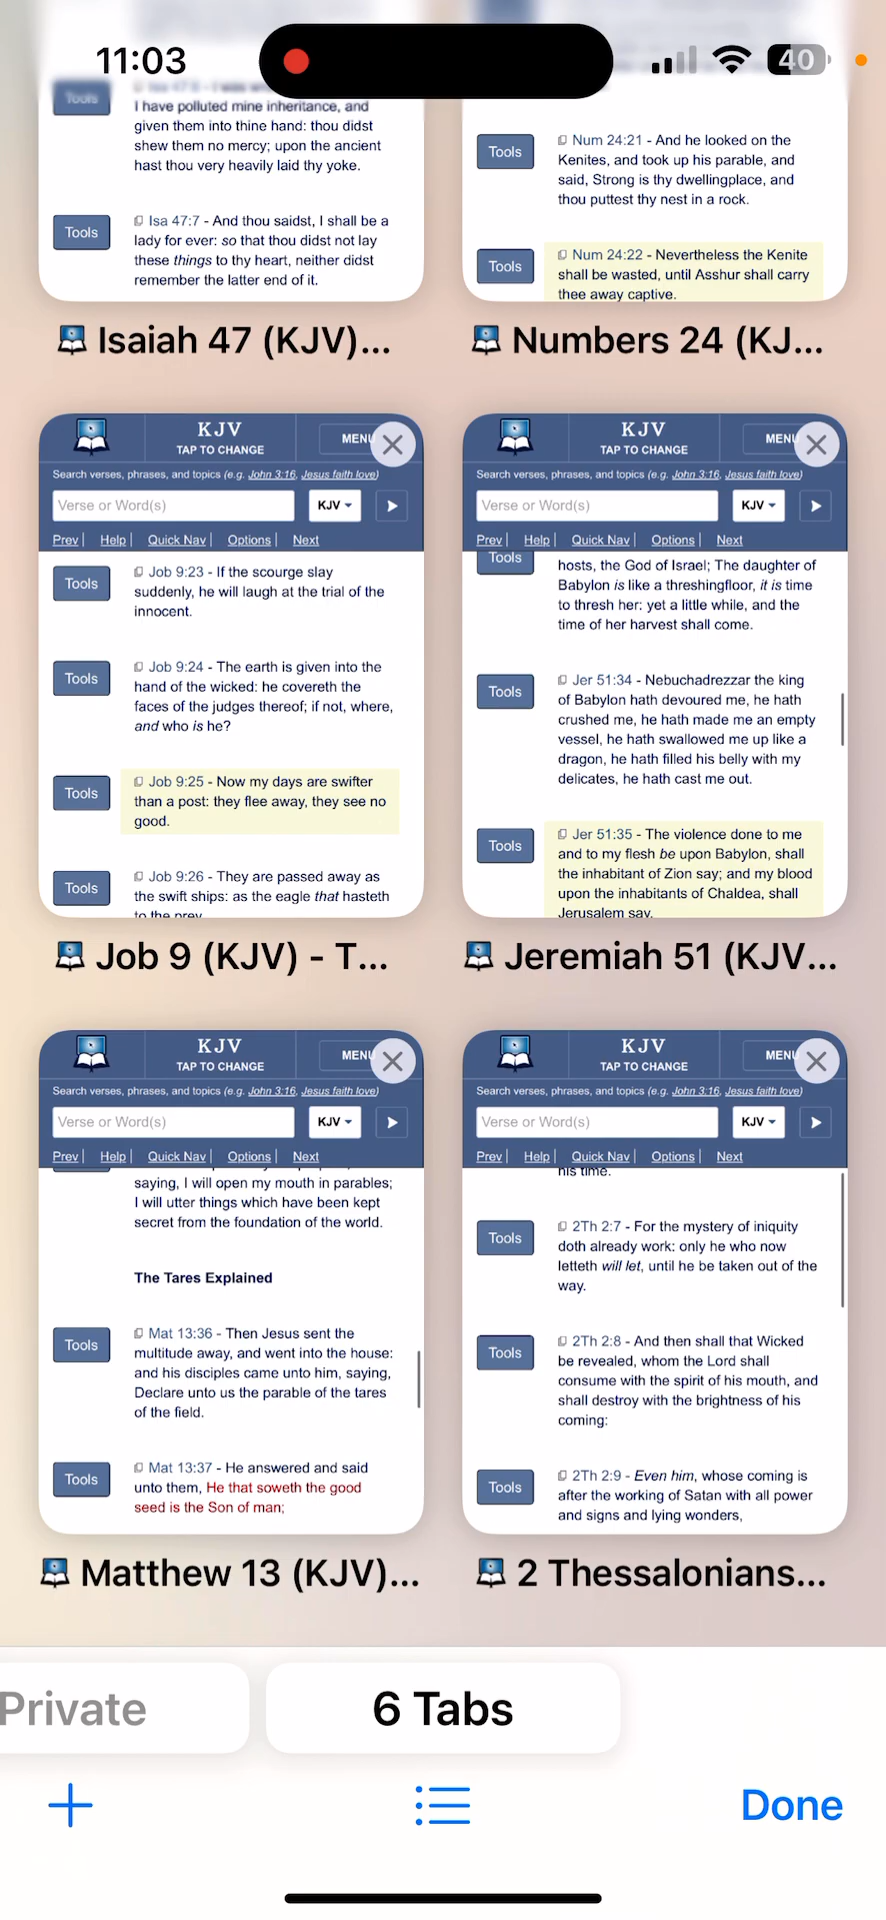 11:03
40
Tools
I have polluted mine inheritance, and
given them into thine hand: thou didst
shew them no mercy; upon the ancient
hast thou very heavily laid thy yoke.
Tools
Isa 47:7 - And thou saidst, I shall be a
lady for ever: so that thou didst not lay
these things to thy heart, neither didst
remember the latter end of it.
Isaiah 47 (KJV)...
Tools
Num 24:21 - And he looked on the
Kenites, and took up his parable, and
said, Strong is thy dwellingplace, and
thou puttest thy nest in a rock.
Tools
Num 24:22 - Nevertheless the Kenite
shall be wasted, until Asshur shall carry
thee away captive.
Numbers 24 (KJ...
KJV
TAP TO CHANGE
MENU
Search verses, phrases, and topics (e.g. John 3:16, Jesus faith love)
Verse or Word(s)
KJV
Prev | Help | Quick Nav | Options | Next
Tools
Job 9:23 - If the scourge slay
suddenly, he will laugh at the trial of the
innocent.
Tools
Job 9:24 - The earth is given into the
hand of the wicked: he covereth the
faces of the judges thereof; if not, where,
and who is he?
Tools
Job 9:25 - Now my days are swifter
than a post: they flee away, they see no
good.
Tools
Job 9:26 - They are passed away as
the swift ships: as the eagle that hasteth
to the prey
Job 9 (KJV) - T...
KJV
TAP TO CHANGE
MENU
Search verses, phrases, and topics (e.g. John 3:16, Jesus faith love)
Verse or Word(s)
KJV
Prev | Help | Quick Nav | Options | Next
Tools
hosts, the God of Israel; The daughter of
Babylon is like a threshingfloor, it is time
to thresh her: yet a little while, and the
time of her harvest shall come.
Tools
Jer 51:34 - Nebuchadrezzar the king
of Babylon hath devoured me, he hath
crushed me, he hath made me an empty
vessel, he hath swallowed me up like a
dragon, he hath filled his belly with my
delicates, he hath cast me out.
Tools
Jer 51:35 - The violence done to me
and to my flesh be upon Babylon, shall
the inhabitant of Zion say; and my blood
upon the inhabitants of Chaldea, shall
Jerusalem say.
Jeremiah 51 (KJV...
KJV
TAP TO CHANGE
MENU
Search verses, phrases, and topics (e.g. John 3:16, Jesus faith love)
Verse or Word(s)
KJV
Prev | Help | Quick Nav | Options | Next
saying, I will open my mouth in parables;
I will utter things which have been kept
secret from the foundation of the world.
The Tares Explained
Tools
Mat 13:36 - Then Jesus sent the
multitude away, and went into the house:
and his disciples came unto him, saying,
Declare unto us the parable of the tares
of the field.
Tools
Mat 13:37 - He answered and said
unto them, He that soweth the good
seed is the Son of man;
Matthew 13 (KJV)...
KJV
TAP TO CHANGE
MENU
Search verses, phrases, and topics (e.g. John 3:16, Jesus faith love)
Verse or Word(s)
KJV
Prev | Help | Quick Nav | Options | Next
his time.
Tools
2Th 2:7 - For the mystery of iniquity
doth already work: only he who now
letteth will let, until he be taken out of the
way.
Tools
2Th 2:8 - And then shall that Wicked
be revealed, whom the Lord shall
consume with the spirit of his mouth, and
shall destroy with the brightness of his
coming:
Tools
2Th 2:9 - Even him, whose coming is
after the working of Satan with all power
and signs and lying wonders,
2 Thessalonians...
Private
6 Tabs
Done